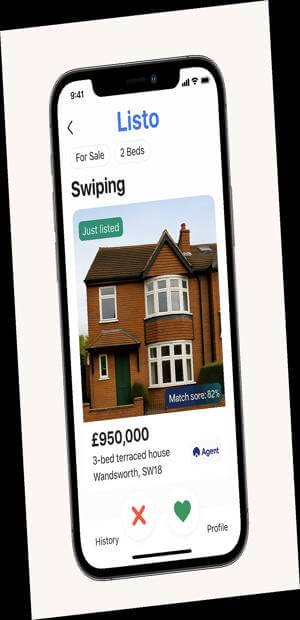 9:41
Listo
For Sale
2 Beds
Swiping
Just listed
Match sore: 62%
£950,000
3-bed terraced house
Wandsworth, SW18
Agent
History
Profile